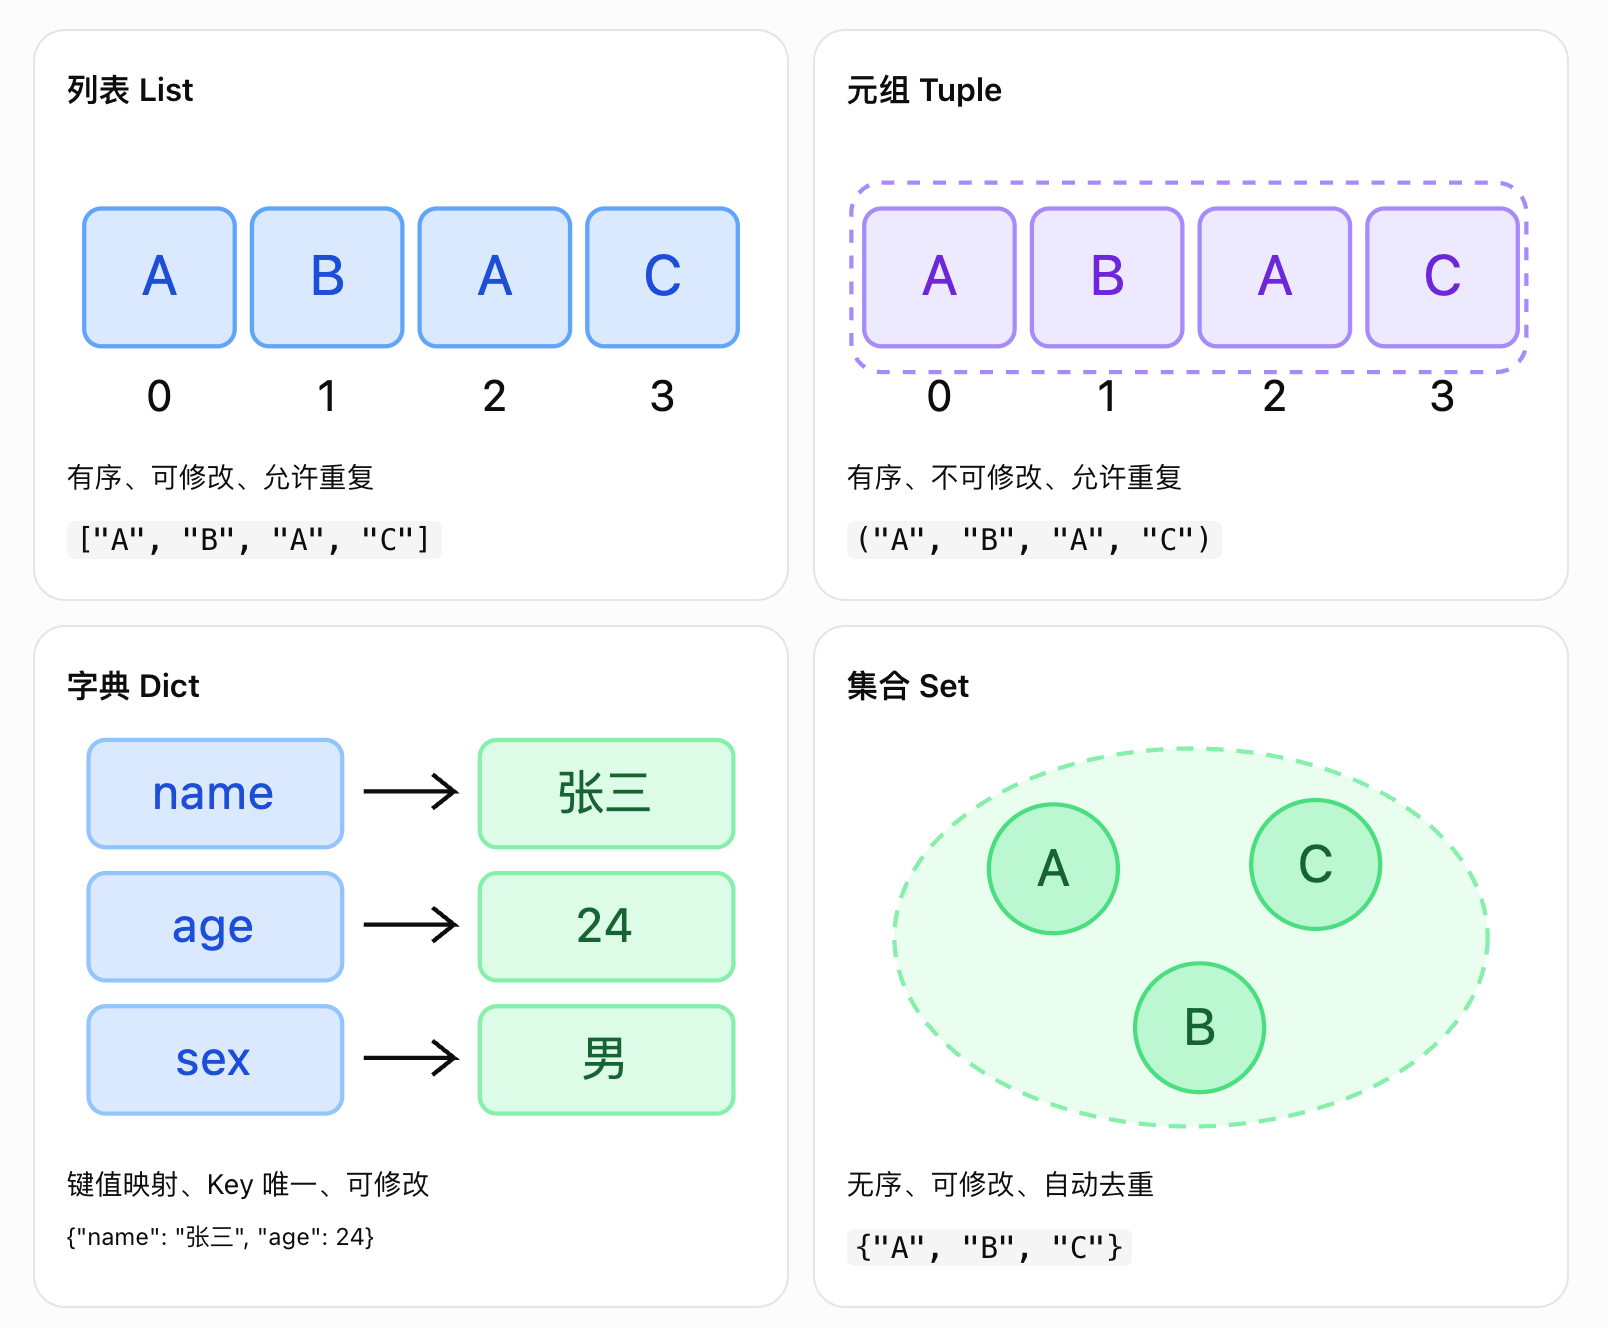 列表 List
A B A C
0 1 2 3
有序、可修改、允许重复
["A", "B", "A", "C"]
元组 Tuple
A B A C
0 1 2 3
有序、不可修改、允许重复
("A", "B", "A", "C")
字典 Dict
name → 张三
age → 24
sex → 男
键值映射、Key 唯一、可修改
{"name": "张三", "age": 24}
集合 Set
A C
B
无序、可修改、自动去重
{"A", "B", "C"}